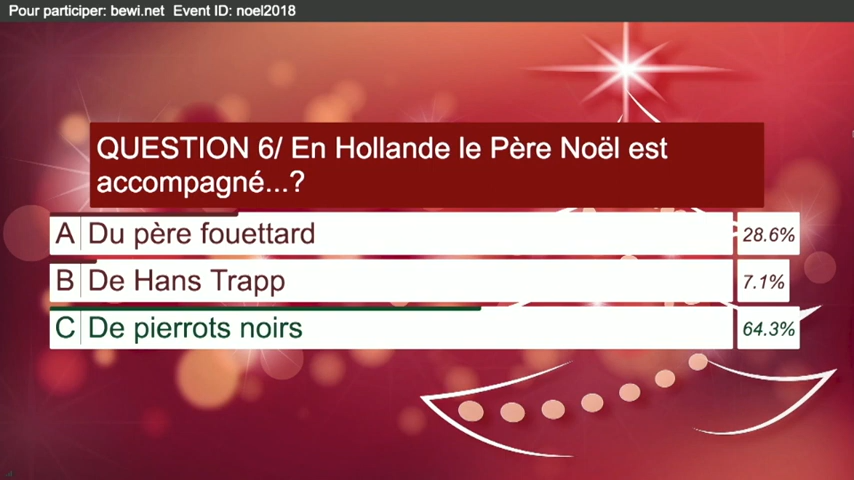 Pour participer: bewi.net Event ID: noel2018
QUESTION 6/ En Hollande le Père Noël est
accompagné...?
A Du père fouettard 28.6%
B De Hans Trapp 7.1%
C De pierrots noirs 64.3%